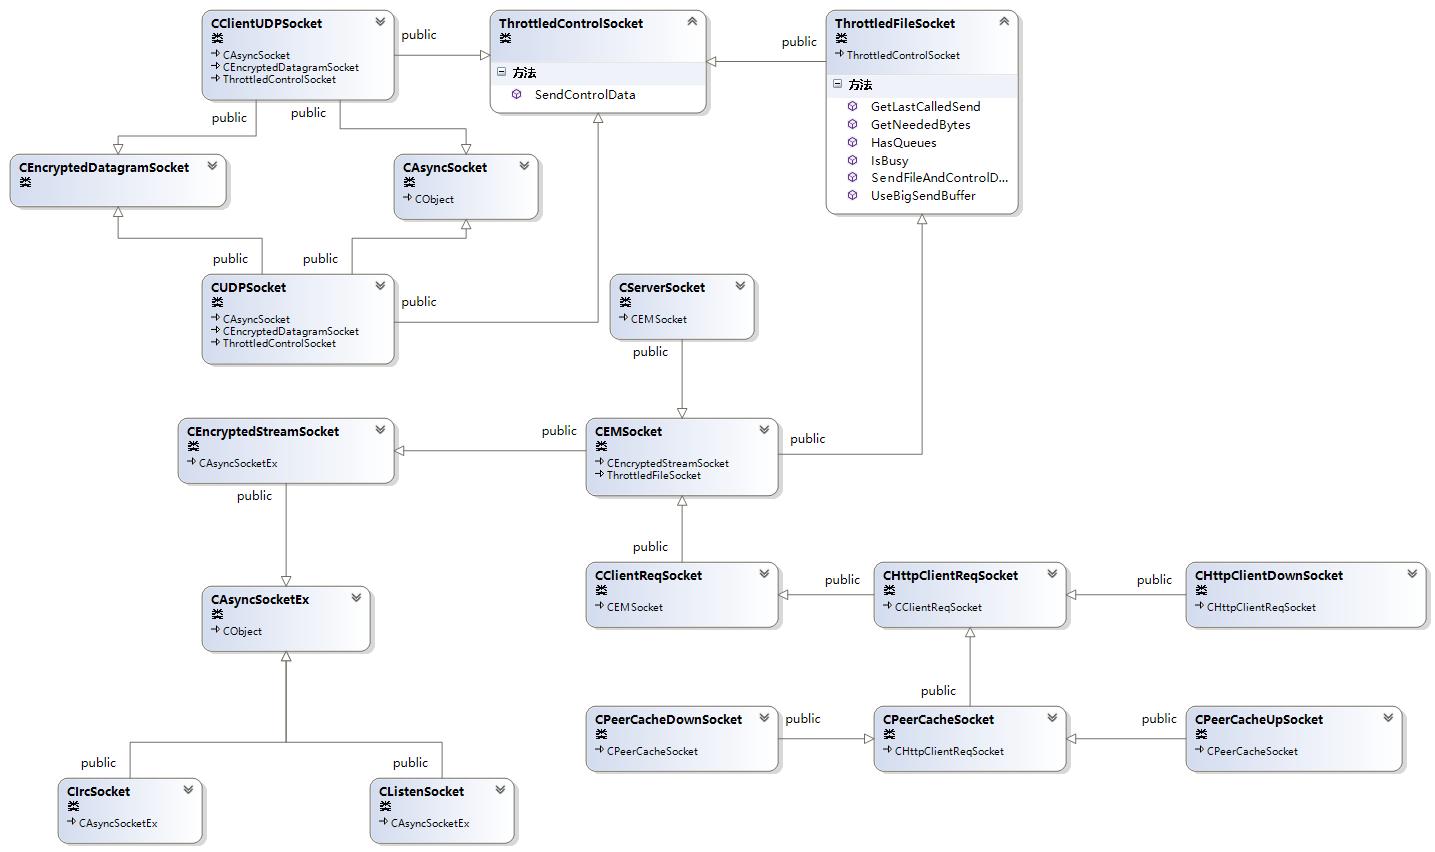 CClientUDPSocket
CAsyncSocket
CEncryptedDatagramSocket
ThrottledControlSocket
public
ThrottledControlSocket
方法
SendControlData
public
ThrottledFileSocket
ThrottledControlSocket
方法
GetLastCalledSend
GetNeededBytes
HasQueues
IsBusy
SendFileAndControlD...
UseBigSendBuffer
public
public
CEncryptedDatagramSocket
CAsyncSocket
CObject
public
public
CUDPSocket
CAsyncSocket
CEncryptedDatagramSocket
ThrottledControlSocket
public
CServerSocket
CEMSocket
public
CEncryptedStreamSocket
CAsyncSocketEx
public
CEMSocket
CEncryptedStreamSocket
ThrottledFileSocket
public
public
public
CAsyncSocketEx
CObject
CClientReqSocket
CEMSocket
public
CHttpClientReqSocket
CClientReqSocket
public
CHttpClientDownSocket
CHttpClientReqSocket
public
CPeerCacheDownSocket
CPeerCacheSocket
public
CPeerCacheSocket
CHttpClientReqSocket
public
CPeerCacheUpSocket
CPeerCacheSocket
public
public
CIrcSocket
CAsyncSocketEx
CListenSocket
CAsyncSocketEx